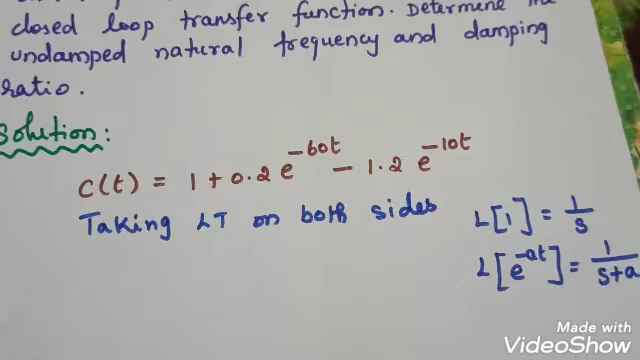 closed loop transfer function. Determine the
undamped natural frequency and damping
ratio.
Solution:
C(t) = 1 + 0.2 e^{-60t} - 1.2 e^{-10t}
Taking LT on both sides
L[1] = 1/s
L[e^{-at}] = 1/(s+a)
Made with
VideoShow